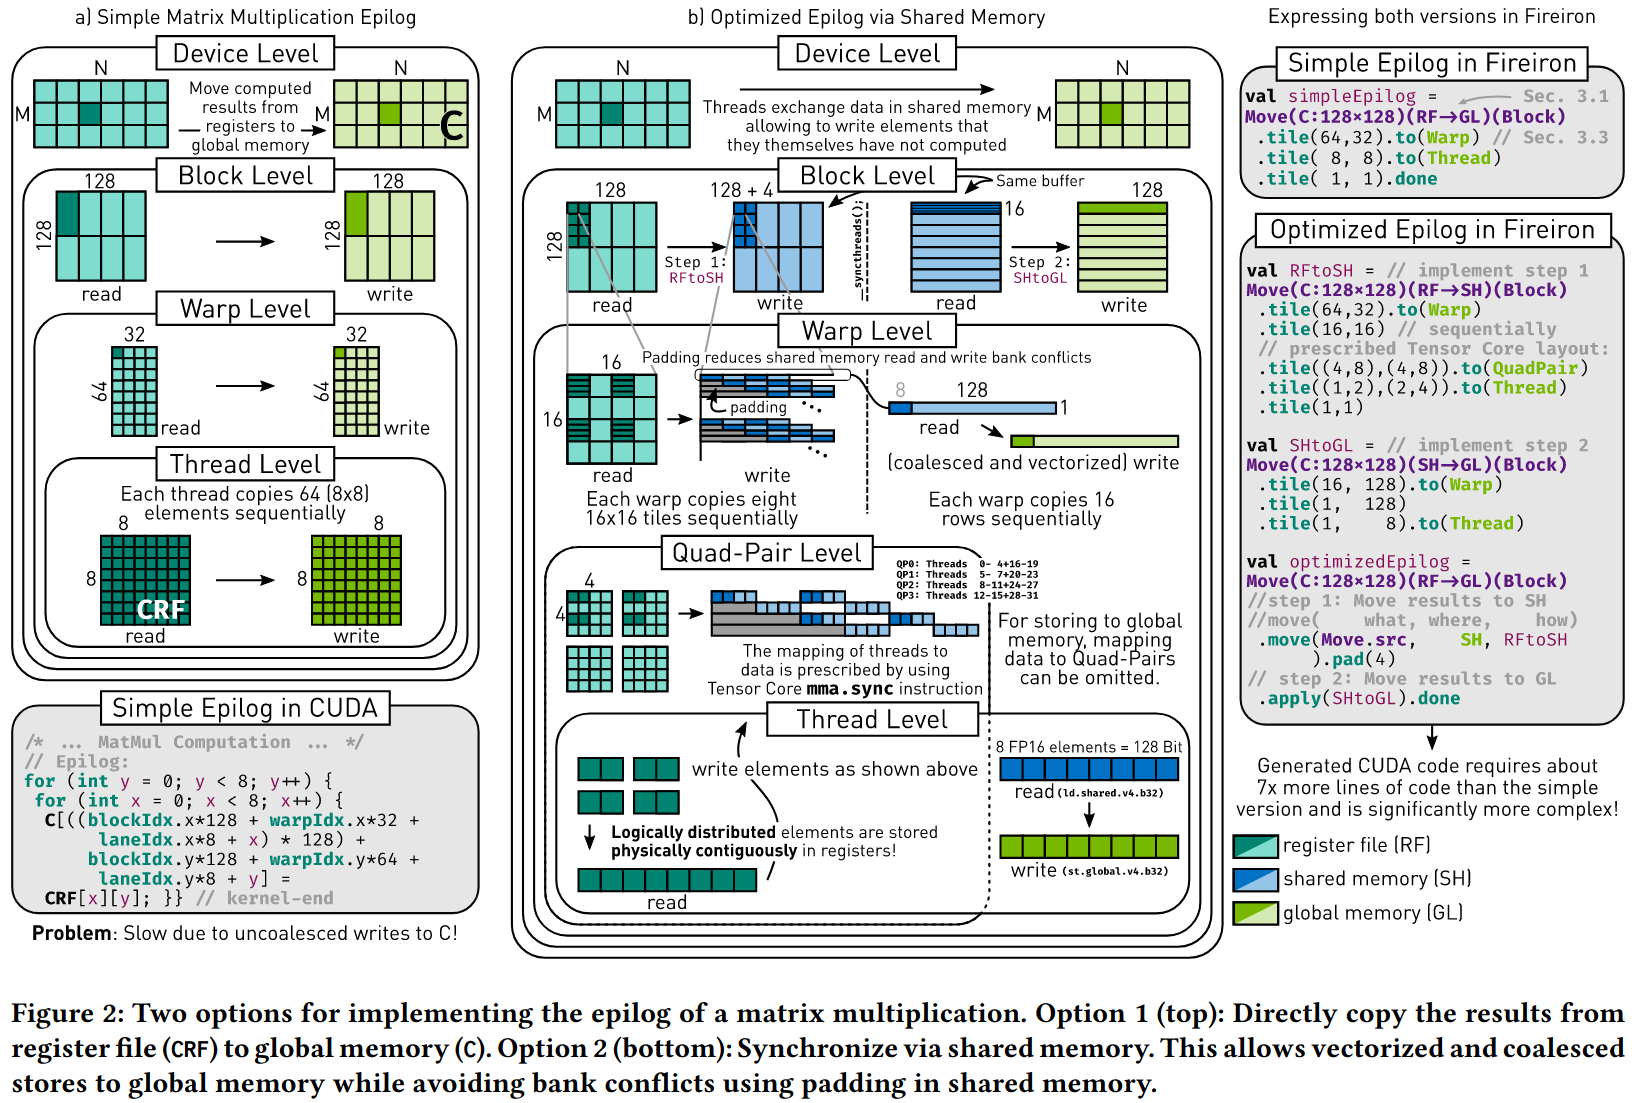 a) Simple Matrix Multiplication Epilog
Device Level
N
N
M
M
Move computed
results from
registers to
global memory
C
Block Level
128
128
128
128
read
write
Warp Level
32
32
64
64
read
write
Thread Level
Each thread copies 64 (8x8)
elements sequentially
8
8
8
8
CRF
read
write
Simple Epilog in CUDA
/* … MatMul Computation … */
// Epilog:
for (int y = 0; y < 8; y++) {
for (int x = 0; x < 8; x++) {
C[((blockIdx.x*128 + warpIdx.x*32 +
laneIdx.x*8 + x) * 128) +
blockIdx.y*128 + warpIdx.y*64 +
laneIdx.y*8 + y] =
CRF[x][y]; }} // kernel-end
Problem: Slow due to uncoalesced writes to C!
b) Optimized Epilog via Shared Memory
Device Level
N
M
M
Threads exchange data in shared memory
allowing to write elements that
they themselves have not computed
Block Level
128
128 + 4
Same buffer
128
128
16
syncthreads();
Step 1:
RFtoSH
Step 2:
SHtoGL
read
write
read
write
Warp Level
Padding reduces shared memory read and write bank conflicts
16
16
padding
8
128
1
read
read
write
(coalesced and vectorized) write
Each warp copies eight
16x16 tiles sequentially
Each warp copies 16
rows sequentially
Quad-Pair Level
QP0: Threads 0- 4+16-19
QP1: Threads 5- 7+20-23
QP2: Threads 8-11+24-27
QP3: Threads 12-15+28-31
4
4
The mapping of threads to
data is prescribed by using
Tensor Core mma.sync instruction
For storing to global
memory, mapping
data to Quad-Pairs
can be omitted.
Thread Level
write elements as shown above
Logically distributed elements are stored
physically contiguously in registers!
read
8 FP16 elements = 128 Bit
read (ld.shared.v4.b32)
write (st.global.v4.b32)
Expressing both versions in Fireiron
Simple Epilog in Fireiron
val simpleEpilog = Sec. 3.1
Move(C:128×128)(RF→GL)(Block)
.tile(64,32).to(Warp) // Sec. 3.3
.tile( 8, 8).to(Thread)
.tile( 1, 1).done
Optimized Epilog in Fireiron
val RFtoSH = // implement step 1
Move(C:128×128)(RF→SH)(Block)
.tile(64,32).to(Warp)
.tile(16,16) // sequentially
// prescribed Tensor Core layout:
.tile((4,8),(4,8)).to(QuadPair)
.tile((1,2),(2,4)).to(Thread)
.tile(1,1)
val SHtoGL = // implement step 2
Move(C:128×128)(SH→GL)(Block)
.tile(16, 128).to(Warp)
.tile(1, 128)
.tile(1, 8).to(Thread)
val optimizedEpilog =
Move(C:128×128)(RF→GL)(Block)
//step 1: Move results to SH
//move( what, where, how)
.move(Move.src, SH, RFtoSH
).pad(4)
// step 2: Move results to GL
.apply(SHtoGL).done
Generated CUDA code requires about
7x more lines of code than the simple
version and is significantly more complex!
register file (RF)
shared memory (SH)
global memory (GL)
Figure 2: Two options for implementing the epilog of a matrix multiplication. Option 1 (top): Directly copy the results from
register file (CRF) to global memory (C). Option 2 (bottom): Synchronize via shared memory. This allows vectorized and coalesced
stores to global memory while avoiding bank conflicts using padding in shared memory.